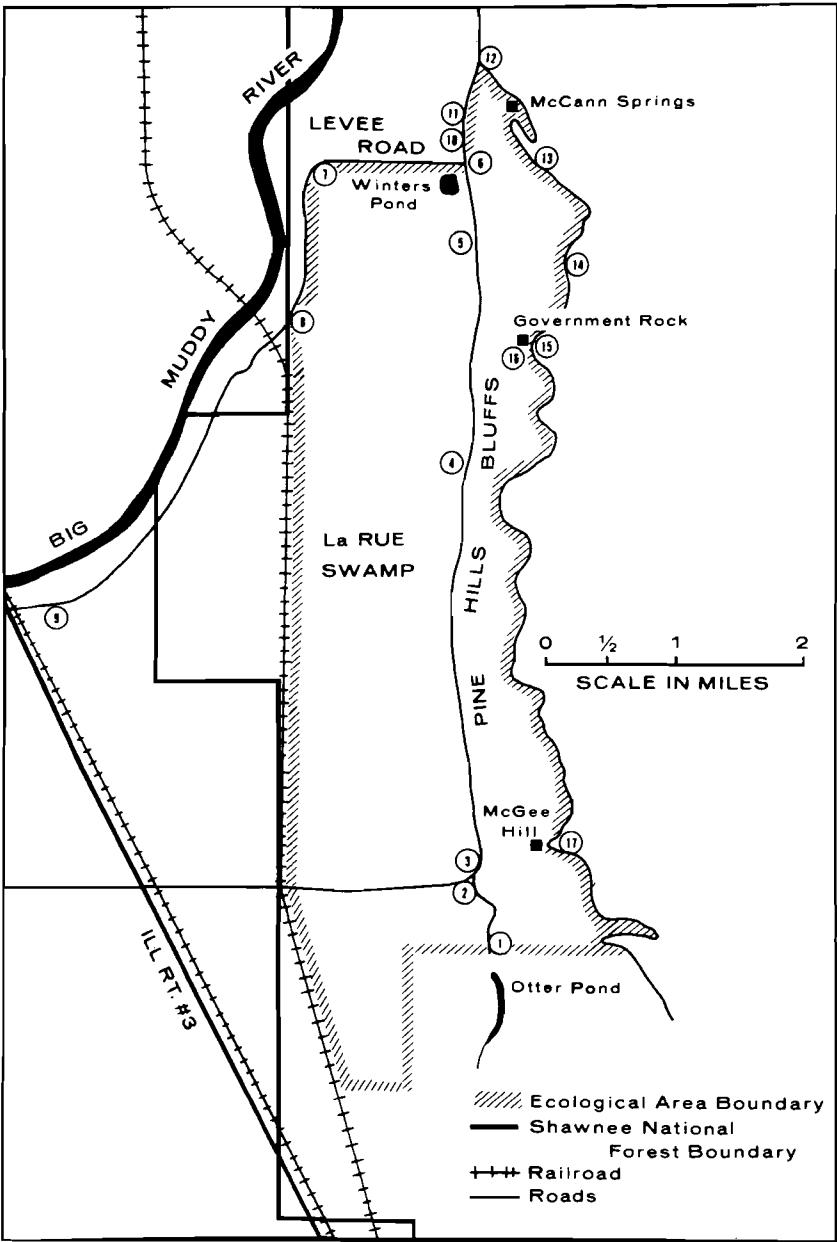 12
McCann Springs
RIVER
11
LEVEE
ROAD
10
13
6
7
Winters
Pond
5
14
8
Government Rock
MUDDY
15
16
BLUFFS
4
BIG
La RUE
SWAMP
HILLS
9
0 ½ 1 2
SCALE IN MILES
PINE
McGee
Hill
17
3
2
1
ILL RT. #3
Otter Pond
Ecological Area Boundary
Shawnee National
Forest Boundary
Railroad
Roads